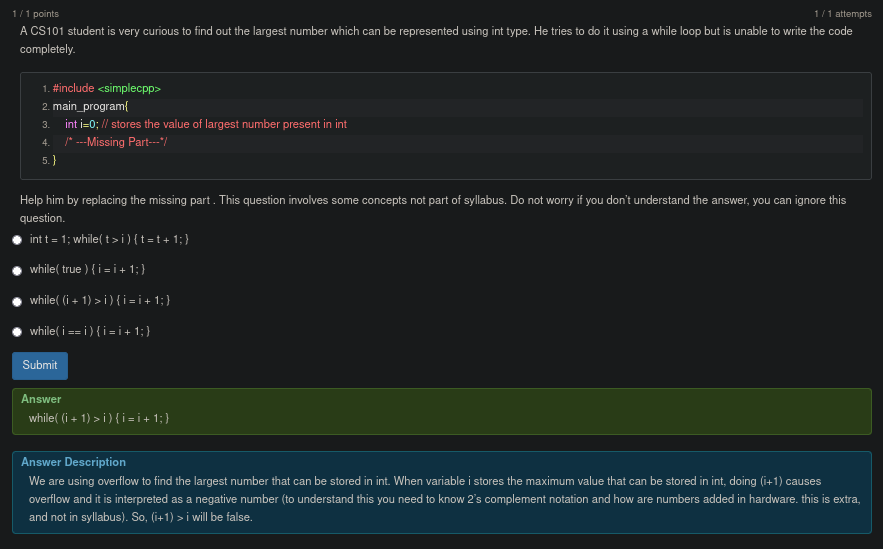 1 / 1 points
1 / 1 attempts
A CS101 student is very curious to find out the largest number which can be represented using int type. He tries to do it using a while loop but is unable to write the code
completely.
1. #include <simplecpp>
2. main_program{
3. int i=0; // stores the value of largest number present in int
4. /* ---Missing Part---*/
5. }
Help him by replacing the missing part . This question involves some concepts not part of syllabus. Do not worry if you don't understand the answer, you can ignore this
question.
int t = 1; while( t > i ) { t = t + 1; }
while( true ) { i = i + 1; }
while( (i + 1) > i ) { i = i + 1; }
while( i == i ) { i = i + 1; }
Submit
Answer
while( (i + 1) > i ) { i = i + 1; }
Answer Description
We are using overflow to find the largest number that can be stored in int. When variable i stores the maximum value that can be stored in int, doing (i+1) causes
overflow and it is interpreted as a negative number (to understand this you need to know 2's complement notation and how are numbers added in hardware. this is extra,
and not in syllabus). So, (i+1) > i will be false.